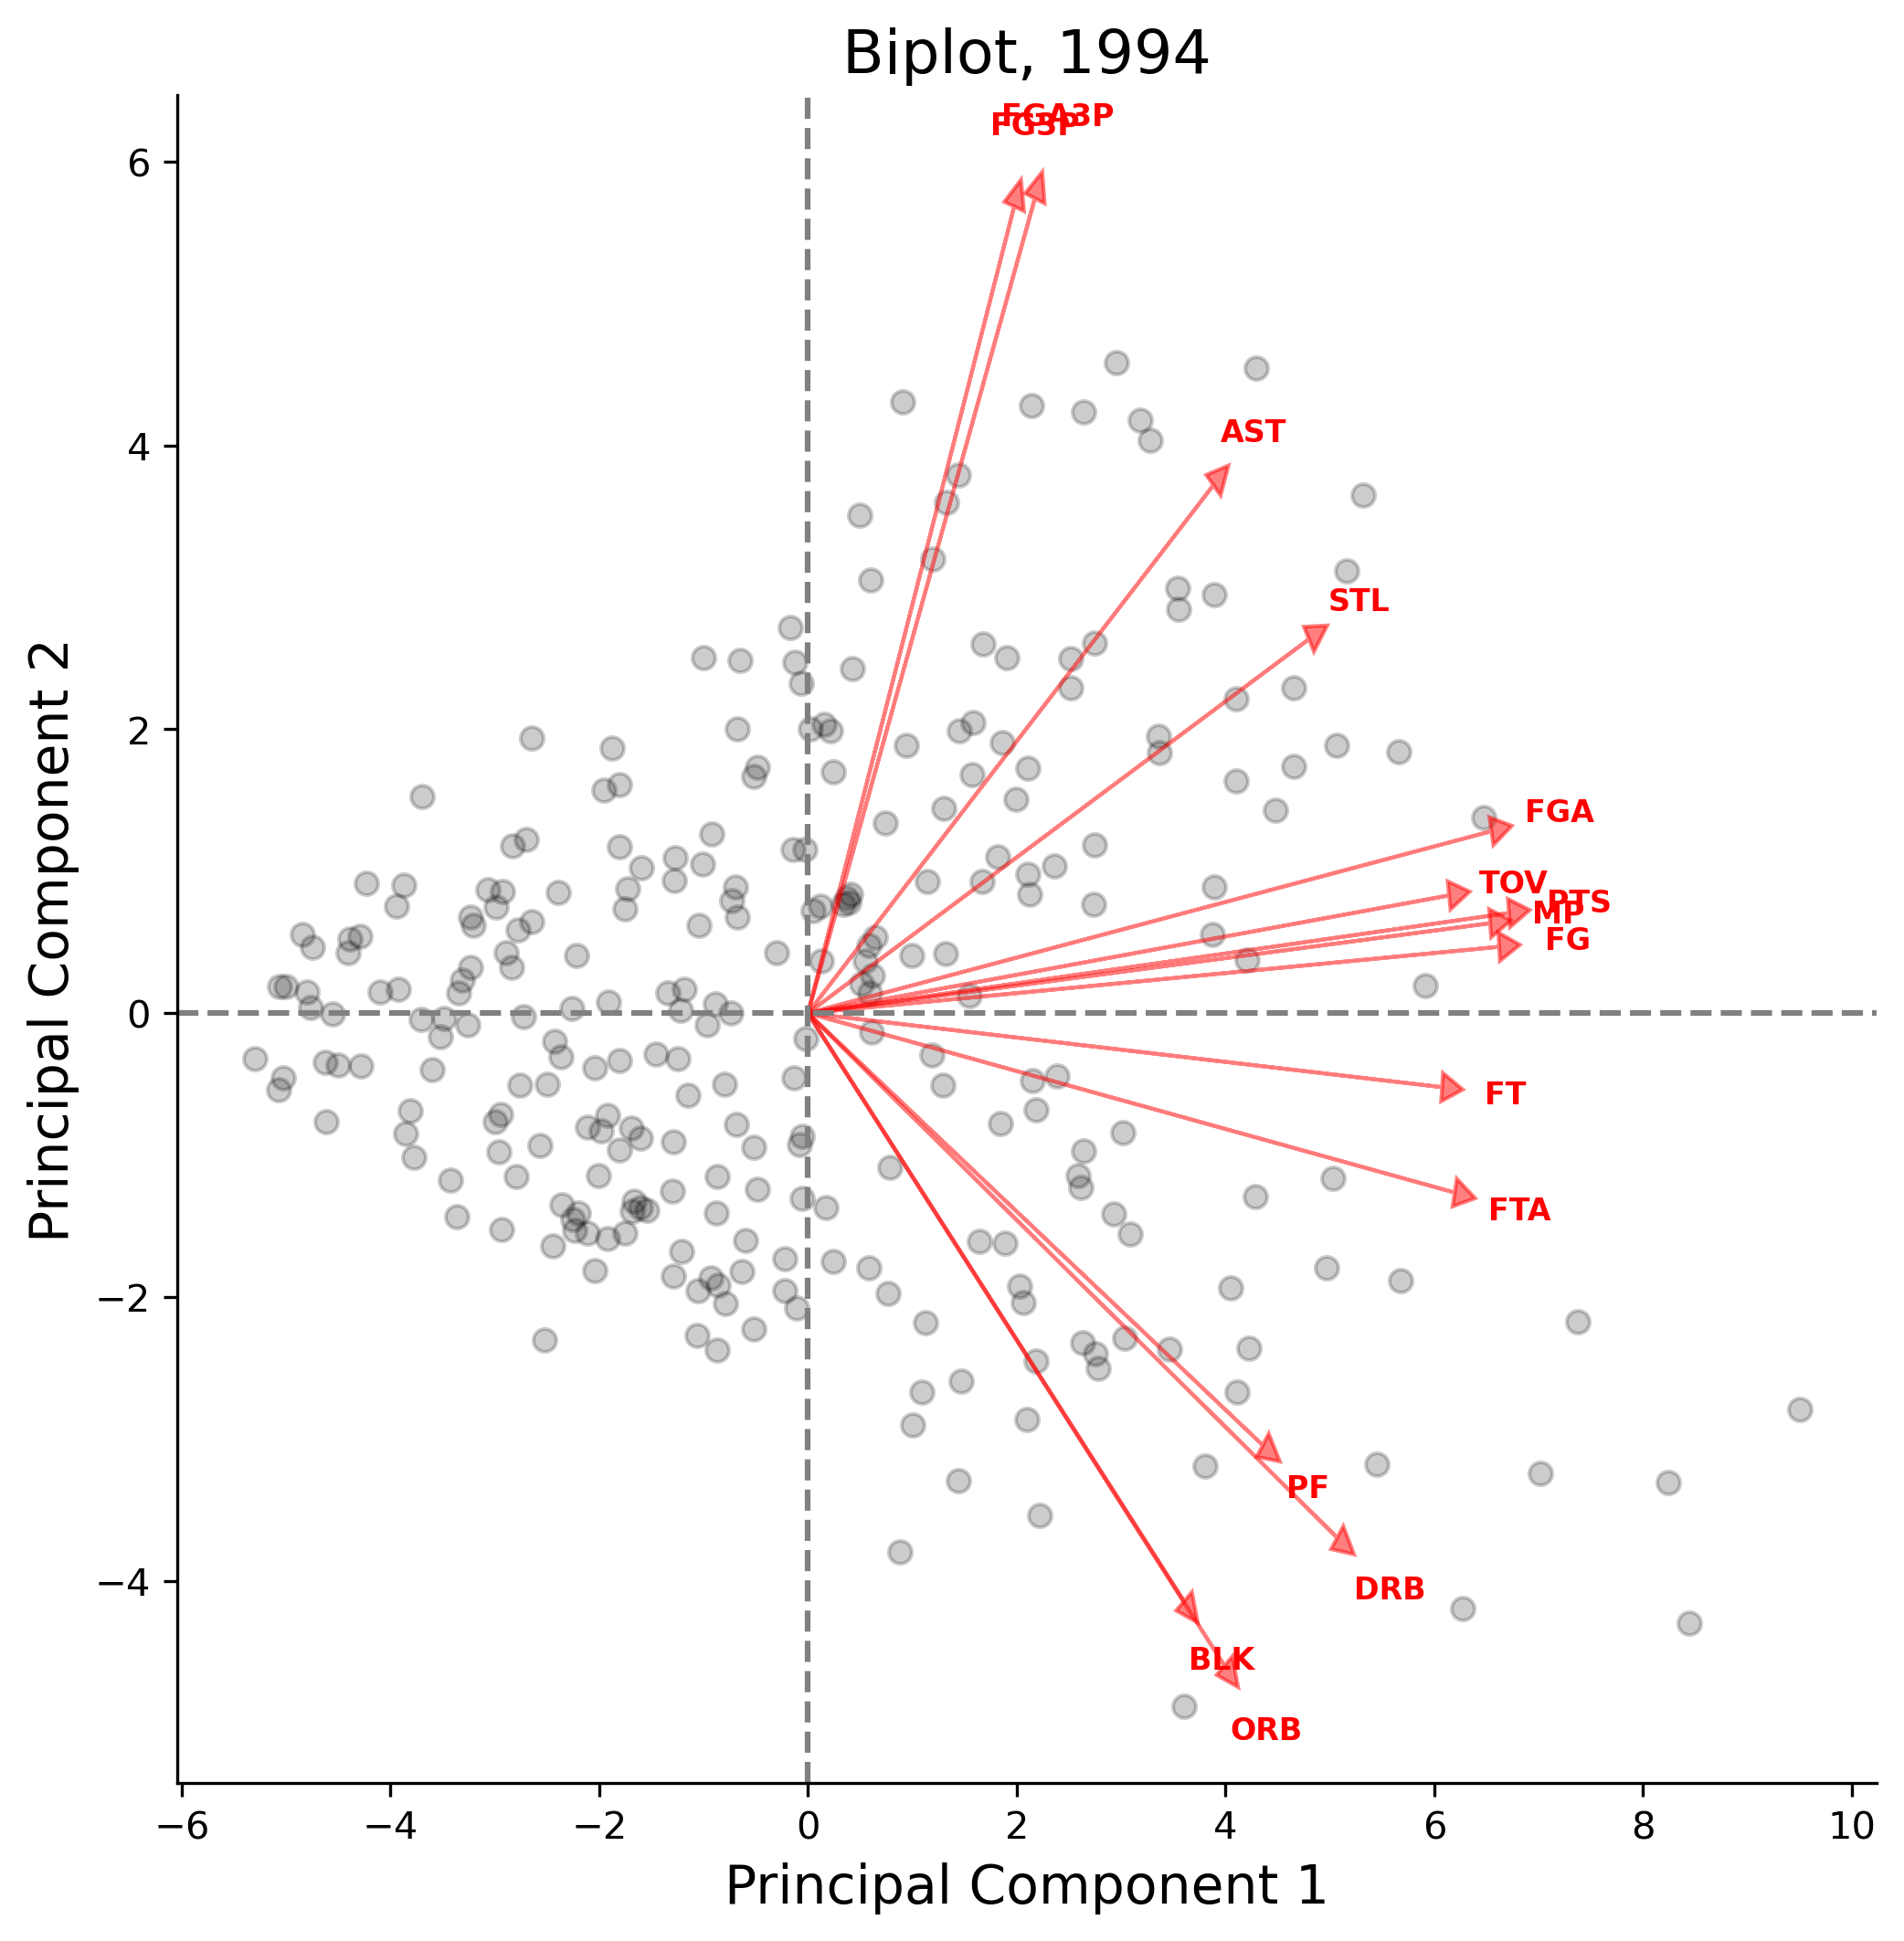 Biplot, 1994
FGA3P
FG3P
6
AST
4
STL
2
FGA
TOV
PTS
MP
FG
0
FT
FTA
−2
PF
DRB
−4
BLK
ORB
−6
−4
−2
0
2
4
6
8
10
Principal Component 1
Principal Component 2